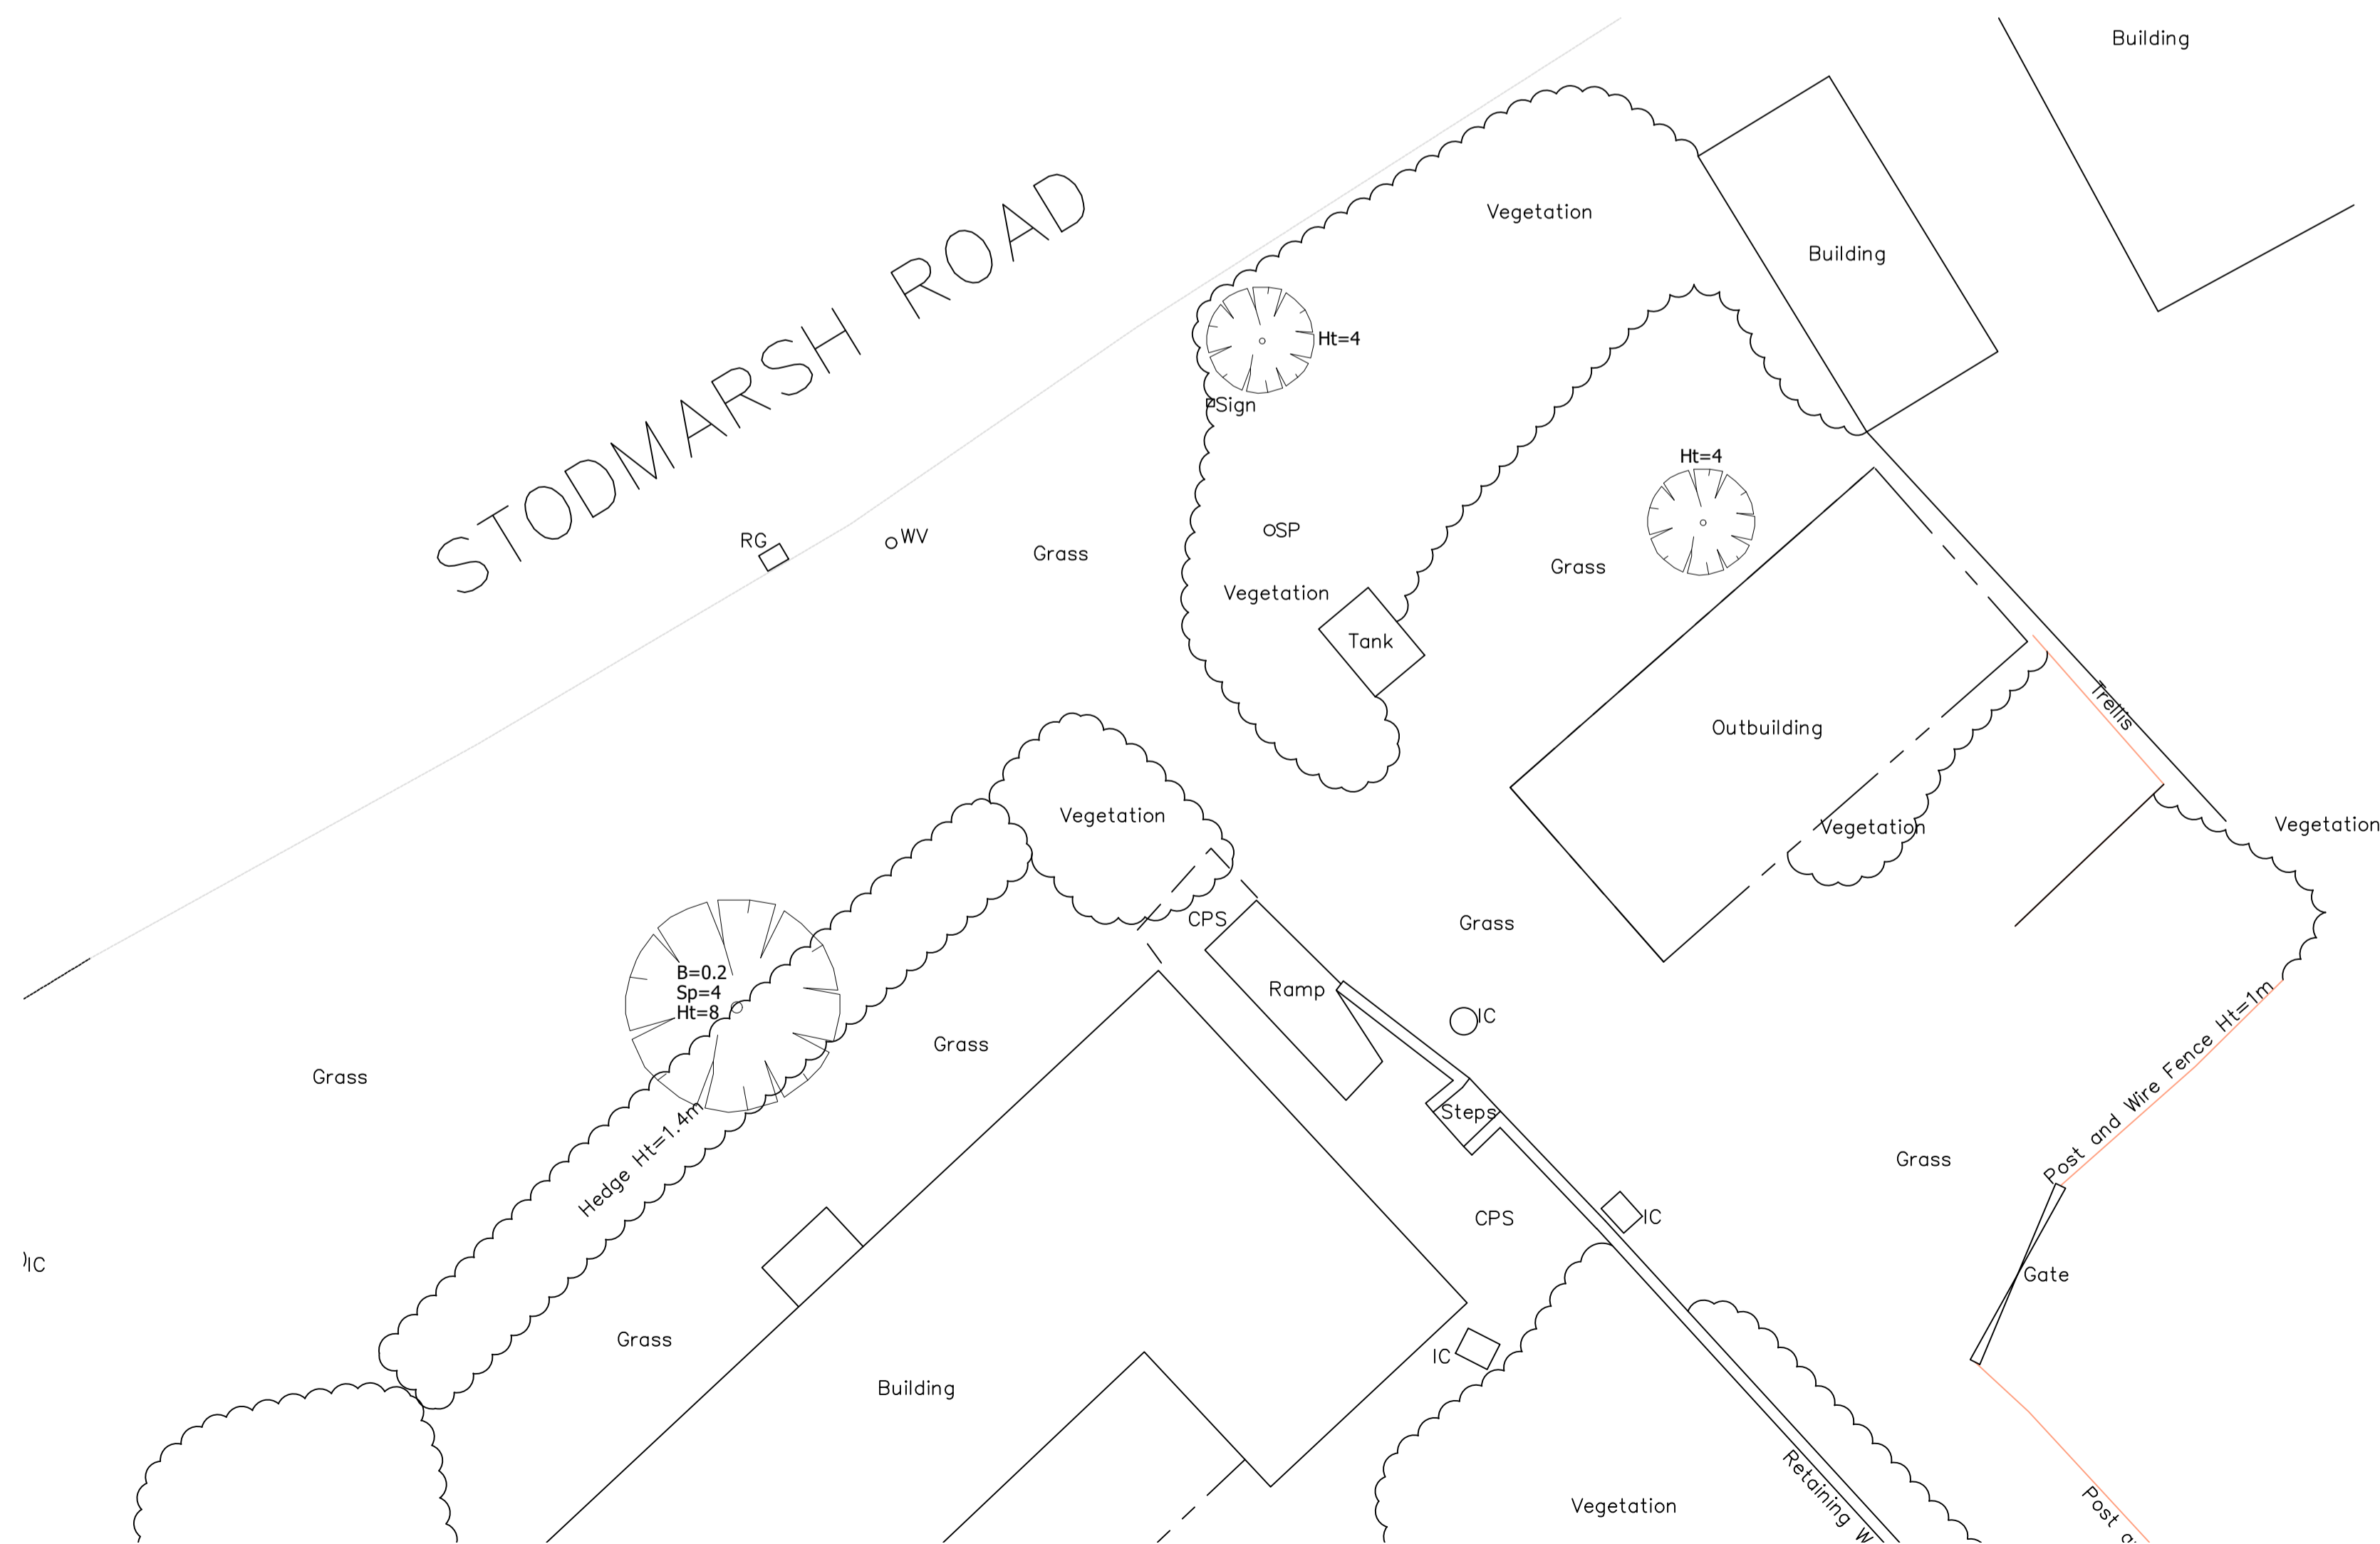 Building
STODMARSH ROAD
Vegetation
Building
Ht=4
Sign
Ht=4
RG
WV
Grass
SP
Grass
Vegetation
Tank
Trellis
Outbuilding
Vegetation
Vegetation
Vegetation
CPS
Grass
B=0.2
Sp=4
Ht=8
Ramp
IC
Grass
Post and Wire Fence Ht=1m
Grass
Hedge Ht=1.4m
Steps
Grass
CPS
IC
IC
Gate
Grass
IC
Building
Vegetation
Retaining W
Post a